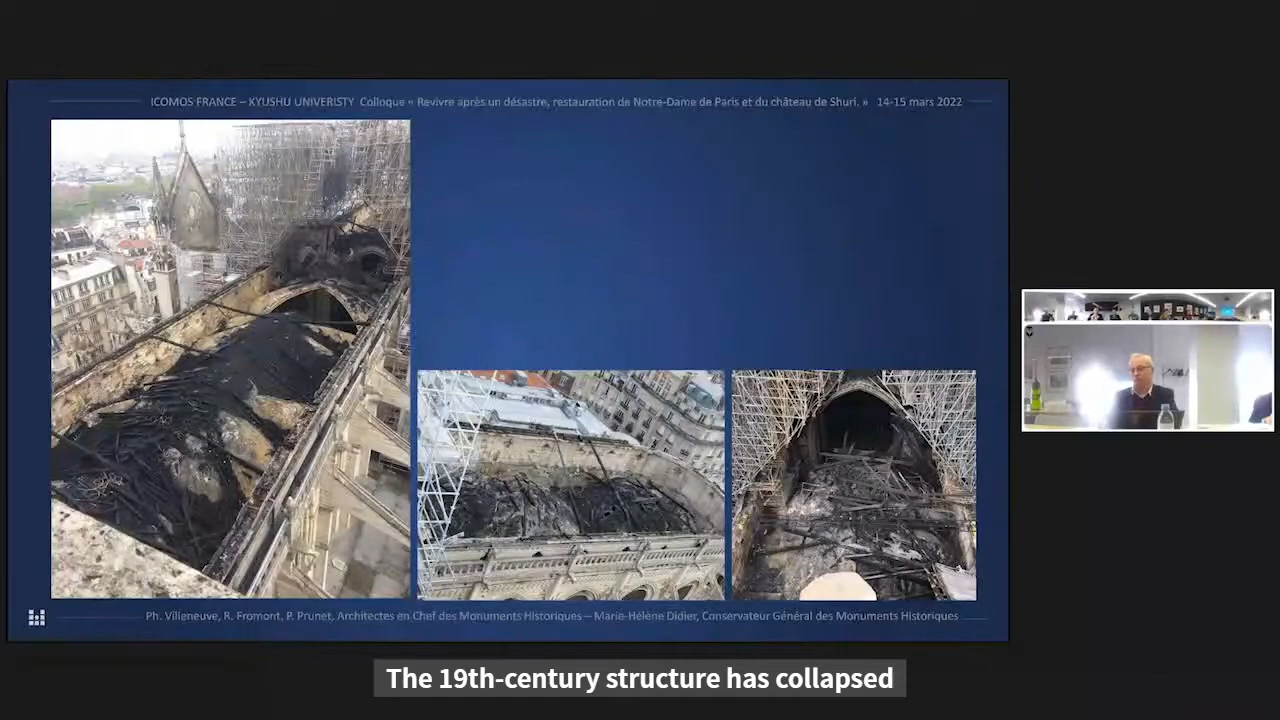 ICOMOS FRANCE – KYUSHU UNIVERISTY Colloque « Revivre après un désastre, restauration de Notre-Dame de Paris et du château de Shuri. » 14-15 mars 2022
Ph. Villeneuve, R. Fromont, P. Prunet, Architectes en Chef des Monuments Historiques – Marie-Hélène Didier, Conservateur Général des Monuments Historiques
The 19th-century structure has collapsed